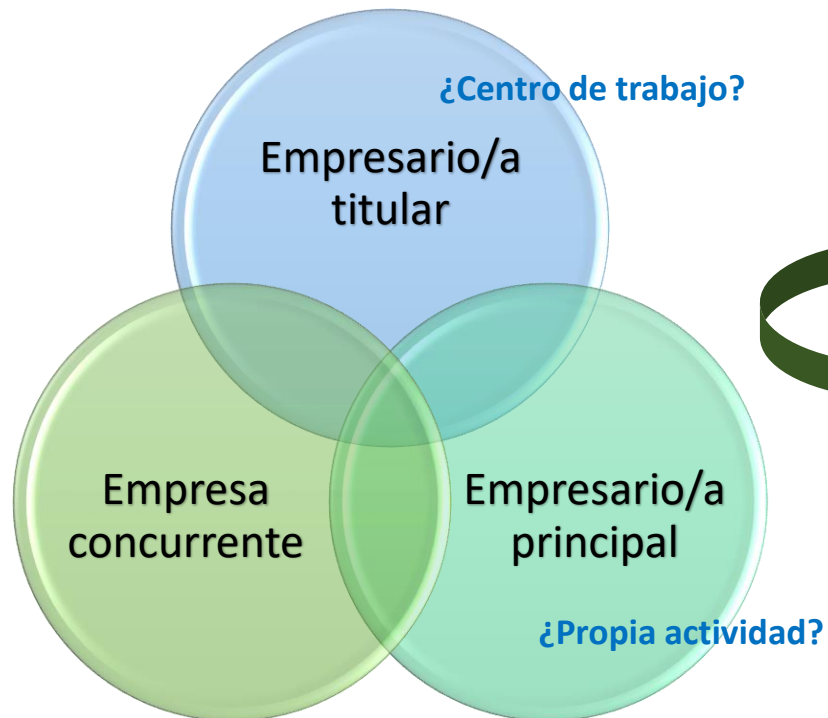 ¿Centro de trabajo?
Empresario/a
titular
Empresa
concurrente
Empresario/a
principal
¿Propia actividad?